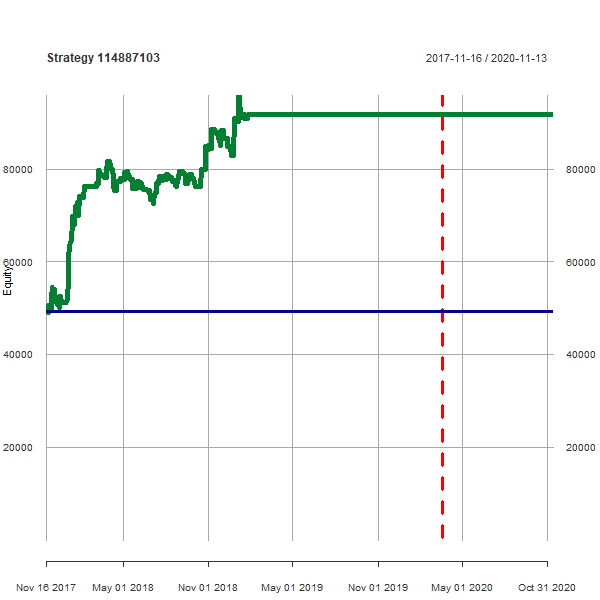 Strategy 114887103
2017-11-16 / 2020-11-13
80000 80000
60000 60000
Equity
40000 40000
20000 20000
Nov 16 2017 May 01 2018 Nov 01 2018 May 01 2019 Nov 01 2019 May 01 2020 Oct 31 2020